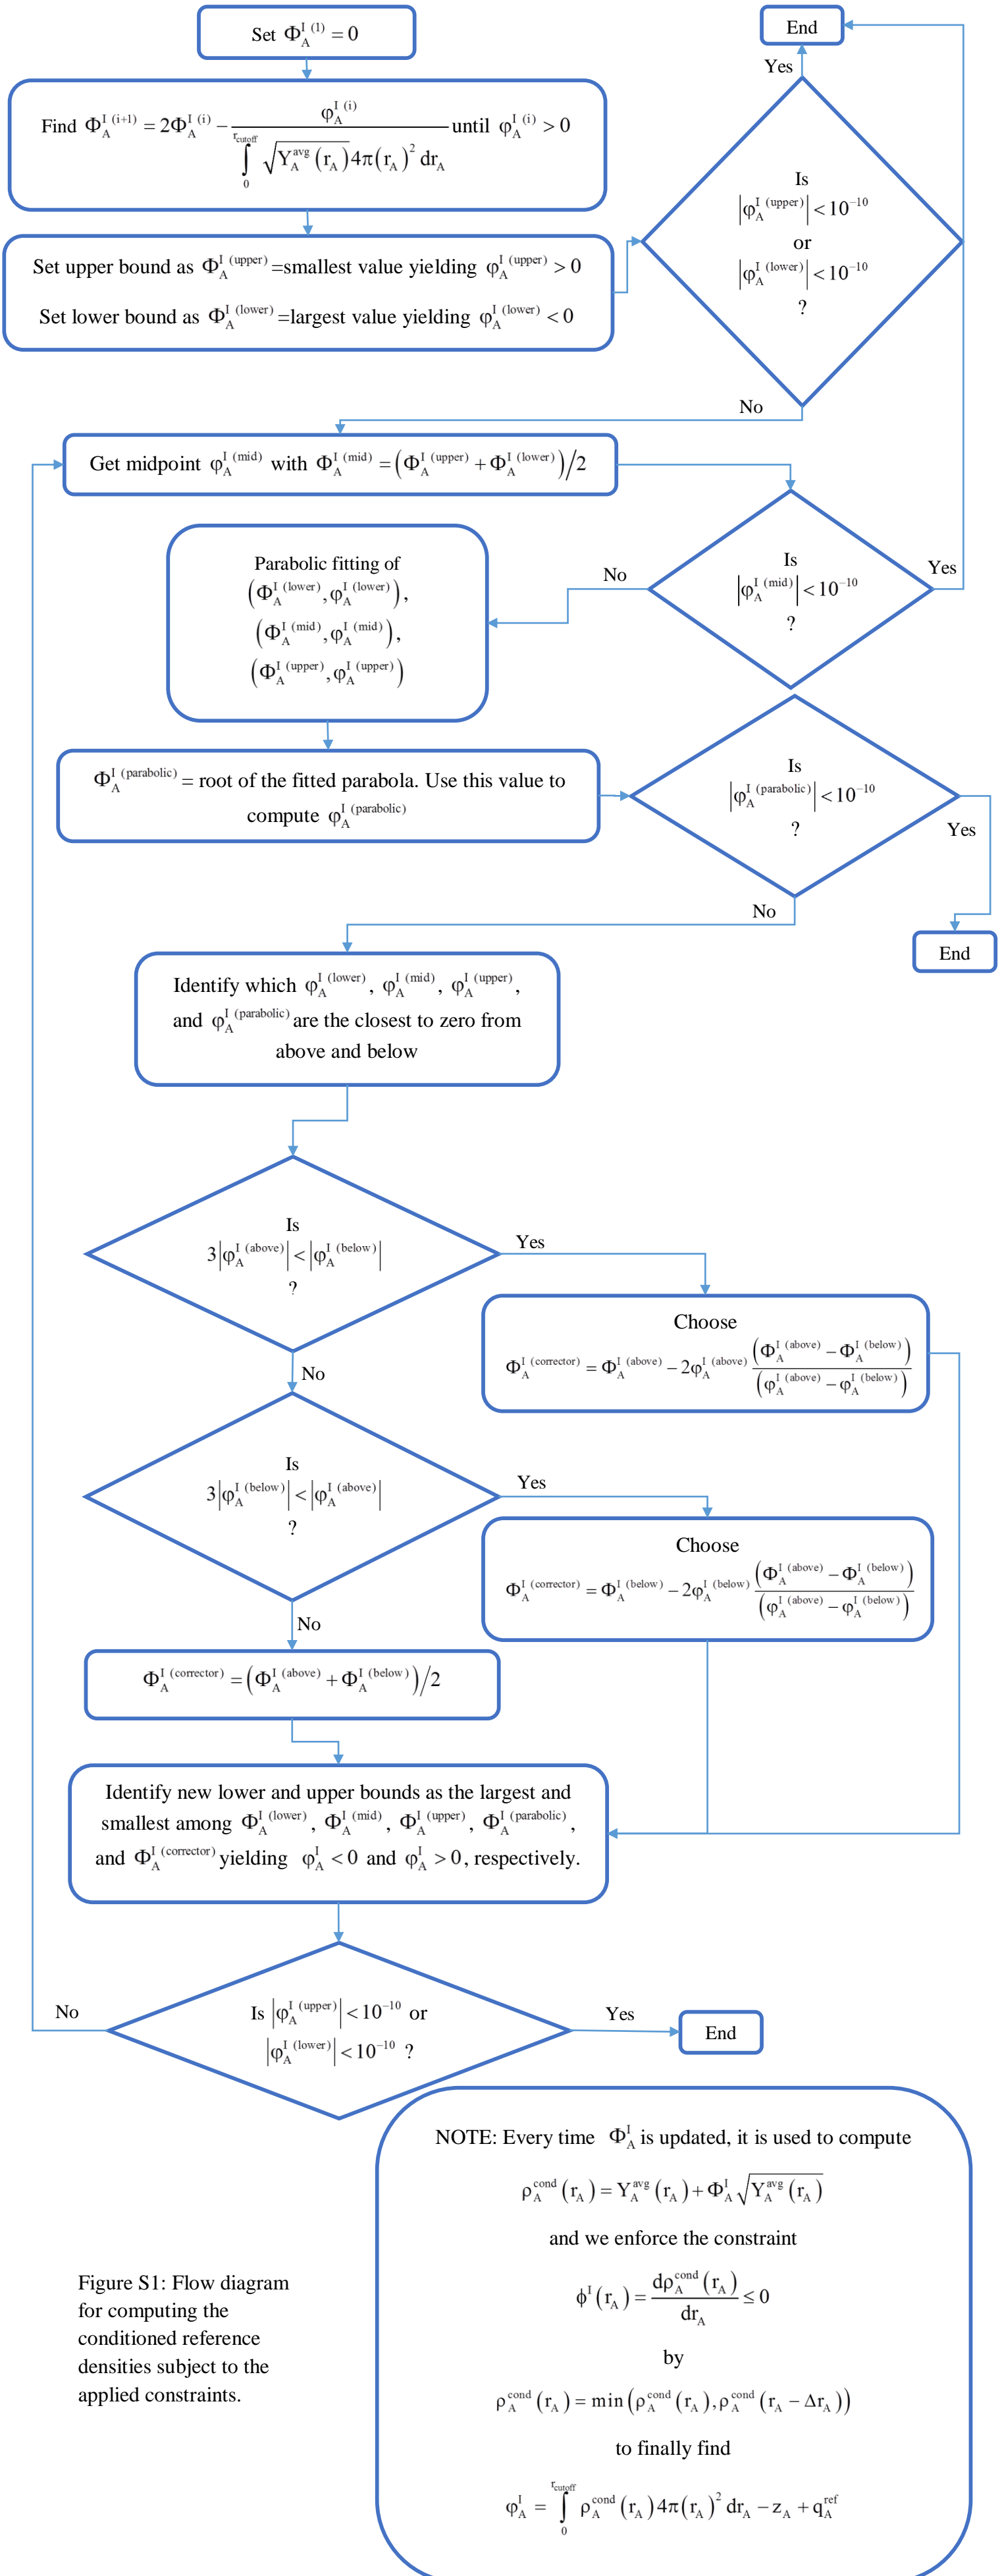 Set Φ_A^{I (1)} = 0
Find Φ_A^{I (i+1)} = 2Φ_A^{I (i)} − φ_A^{I (i)} / ∫_0^{r_cutoff} √(Y_A^{avg}(r_A)) 4π(r_A)^2 dr_A until φ_A^{I (i)} > 0
Set upper bound as Φ_A^{I (upper)} =smallest value yielding φ_A^{I (upper)} > 0
Set lower bound as Φ_A^{I (lower)} =largest value yielding φ_A^{I (lower)} < 0
End
Yes
Is
|φ_A^{I (upper)}| < 10^{−10}
or
|φ_A^{I (lower)}| < 10^{−10}
?
No
Get midpoint φ_A^{I (mid)} with Φ_A^{I (mid)} = (Φ_A^{I (upper)} + Φ_A^{I (lower)})/2
Is
|φ_A^{I (mid)}| < 10^{−10}
?
Yes
No
Parabolic fitting of
(Φ_A^{I (lower)}, φ_A^{I (lower)}),
(Φ_A^{I (mid)}, φ_A^{I (mid)}),
(Φ_A^{I (upper)}, φ_A^{I (upper)})
Φ_A^{I (parabolic)} = root of the fitted parabola. Use this value to
compute φ_A^{I (parabolic)}
Is
|φ_A^{I (parabolic)}| < 10^{−10}
?
Yes
End
No
Identify which φ_A^{I (lower)}, φ_A^{I (mid)}, φ_A^{I (upper)},
and φ_A^{I (parabolic)} are the closest to zero from
above and below
Is
3|φ_A^{I (above)}| < |φ_A^{I (below)}|
?
Yes
Choose
Φ_A^{I (corrector)} = Φ_A^{I (above)} − 2φ_A^{I (above)} (Φ_A^{I (above)} − Φ_A^{I (below)}) / (φ_A^{I (above)} − φ_A^{I (below)})
No
Is
3|φ_A^{I (below)}| < |φ_A^{I (above)}|
?
Yes
Choose
Φ_A^{I (corrector)} = Φ_A^{I (below)} − 2φ_A^{I (below)} (Φ_A^{I (above)} − Φ_A^{I (below)}) / (φ_A^{I (above)} − φ_A^{I (below)})
No
Φ_A^{I (corrector)} = (Φ_A^{I (above)} + Φ_A^{I (below)})/2
Identify new lower and upper bounds as the largest and
smallest among Φ_A^{I (lower)}, Φ_A^{I (mid)}, Φ_A^{I (upper)}, Φ_A^{I (parabolic)},
and Φ_A^{I (corrector)} yielding φ_A^I < 0 and φ_A^I > 0, respectively.
No
Is |φ_A^{I (upper)}| < 10^{−10} or
|φ_A^{I (lower)}| < 10^{−10} ?
Yes
End
NOTE: Every time Φ_A^I is updated, it is used to compute
ρ_A^{cond}(r_A) = Y_A^{avg}(r_A) + Φ_A^I √(Y_A^{avg}(r_A))
and we enforce the constraint
ϕ^I(r_A) = dρ_A^{cond}(r_A) / dr_A ≤ 0
by
ρ_A^{cond}(r_A) = min(ρ_A^{cond}(r_A), ρ_A^{cond}(r_A − Δr_A))
to finally find
φ_A^I = ∫_0^{r_cutoff} ρ_A^{cond}(r_A) 4π(r_A)^2 dr_A − z_A + q_A^{ref}
Figure S1: Flow diagram
for computing the
conditioned reference
densities subject to the
applied constraints.